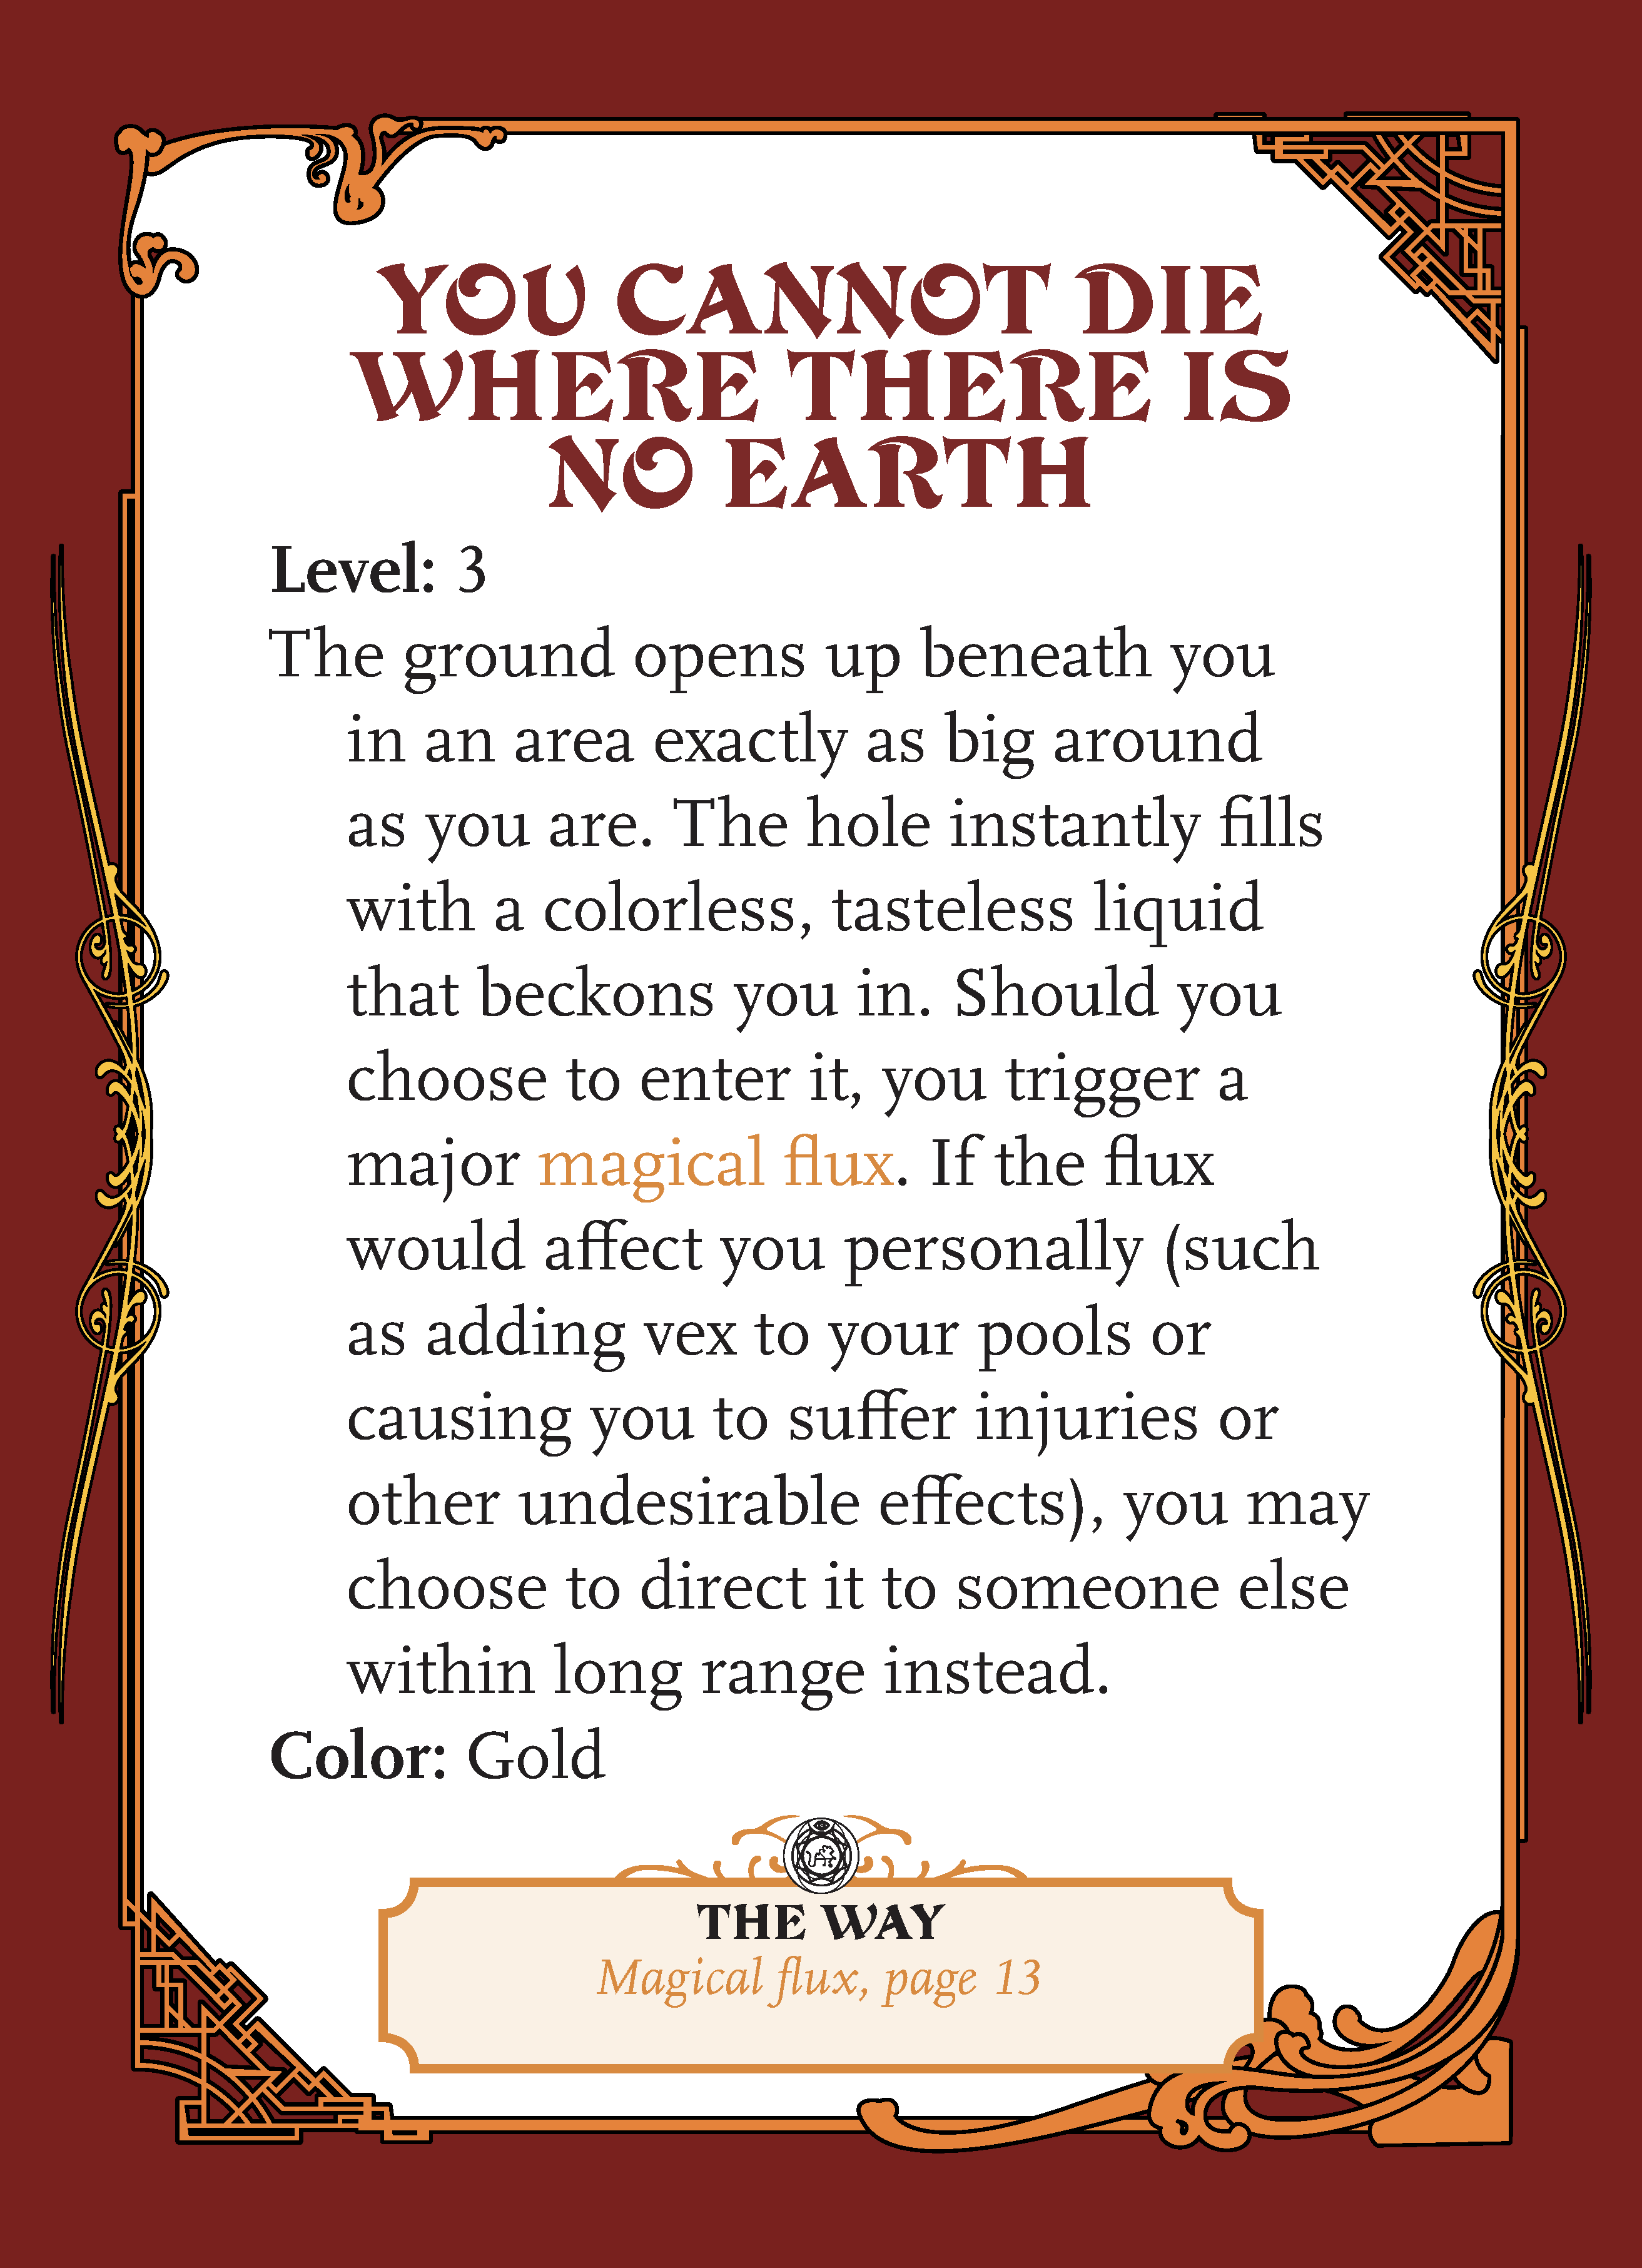 YOU CANNOT DIE
WHERE THERE IS
NO EARTH
Level: 3
The ground opens up beneath you
in an area exactly as big around
as you are. The hole instantly fills
with a colorless, tasteless liquid
that beckons you in. Should you
choose to enter it, you trigger a
major magical flux. If the flux
would affect you personally (such
as adding vex to your pools or
causing you to suffer injuries or
other undesirable effects), you may
choose to direct it to someone else
within long range instead.
Color: Gold
THE WAY
Magical flux, page 13